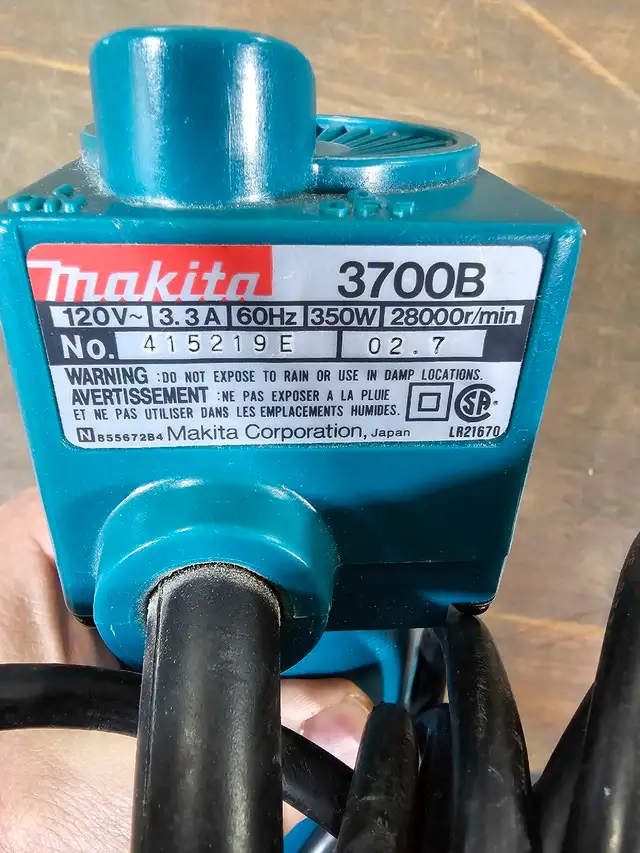 makita 3700B
120V~ 3.3A 60Hz 350W 28000r/min
No. 415219E 02.7
WARNING :DO NOT EXPOSE TO RAIN OR USE IN DAMP LOCATIONS.
AVERTISSEMENT :NE PAS EXPOSER A LA PLUIE
ET NE PAS UTILISER DANS LES EMPLACEMENTS HUMIDES.
N 855672B4 Makita Corporation, Japan LR21670